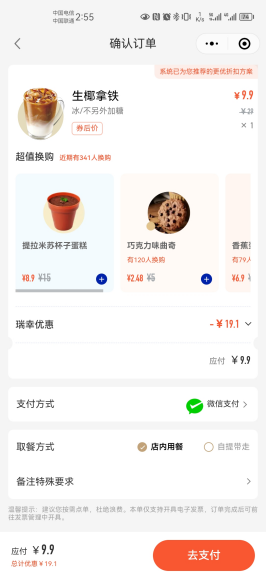 中国电信
中国联通
2:55
确认订单
系统已为您推荐的更优折扣方案
生椰拿铁
¥9.9
冰/不另外加糖
¥29
券后价
× 1
超值换购 近期有341人换购
提拉米苏杯子蛋糕
巧克力味曲奇
香蕉
有120人换购
有79人
¥8.9 ¥15
¥2.48 ¥5
¥6.9
瑞幸优惠
-¥19.1
应付 ¥9.9
支付方式
微信支付
取餐方式
店内用餐
自提带走
备注特殊要求
温馨提示：建议您按需点单，杜绝浪费。本单仅支持开具电子发票，订单完成后可前
往发票管理中开具。
应付 ¥9.9
总计优惠¥19.1
去支付